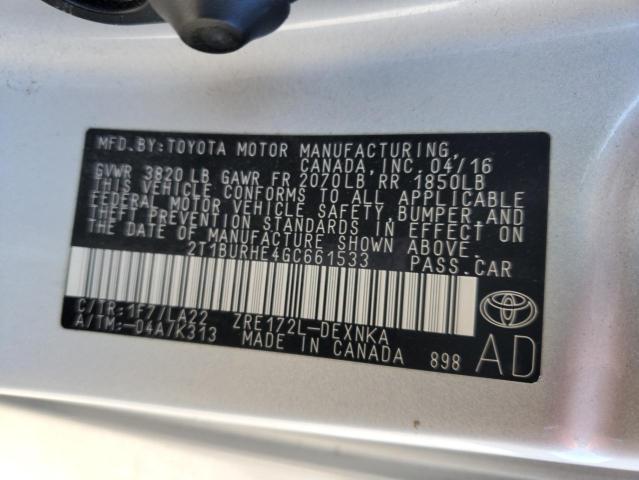 MFD.BY:TOYOTA MOTOR MANUFACTURING,
CANADA, INC. 04/16
GVWR 3820 LB GAWR FR 2070LB RR 1850LB
THIS VEHICLE CONFORMS TO ALL APPLICABLE
FEDERAL MOTOR VEHICLE SAFETY, BUMPER, AND
THEFT PREVENTION STANDARDS IN EFFECT ON
THE DATE OF MANUFACTURE SHOWN ABOVE.
2T1BURHE4GC661533 PASS.CAR
C/TR:1F7/LA22 ZRE172L-DEXNKA
A/TM:-04A/K313 MADE IN CANADA 898
AD